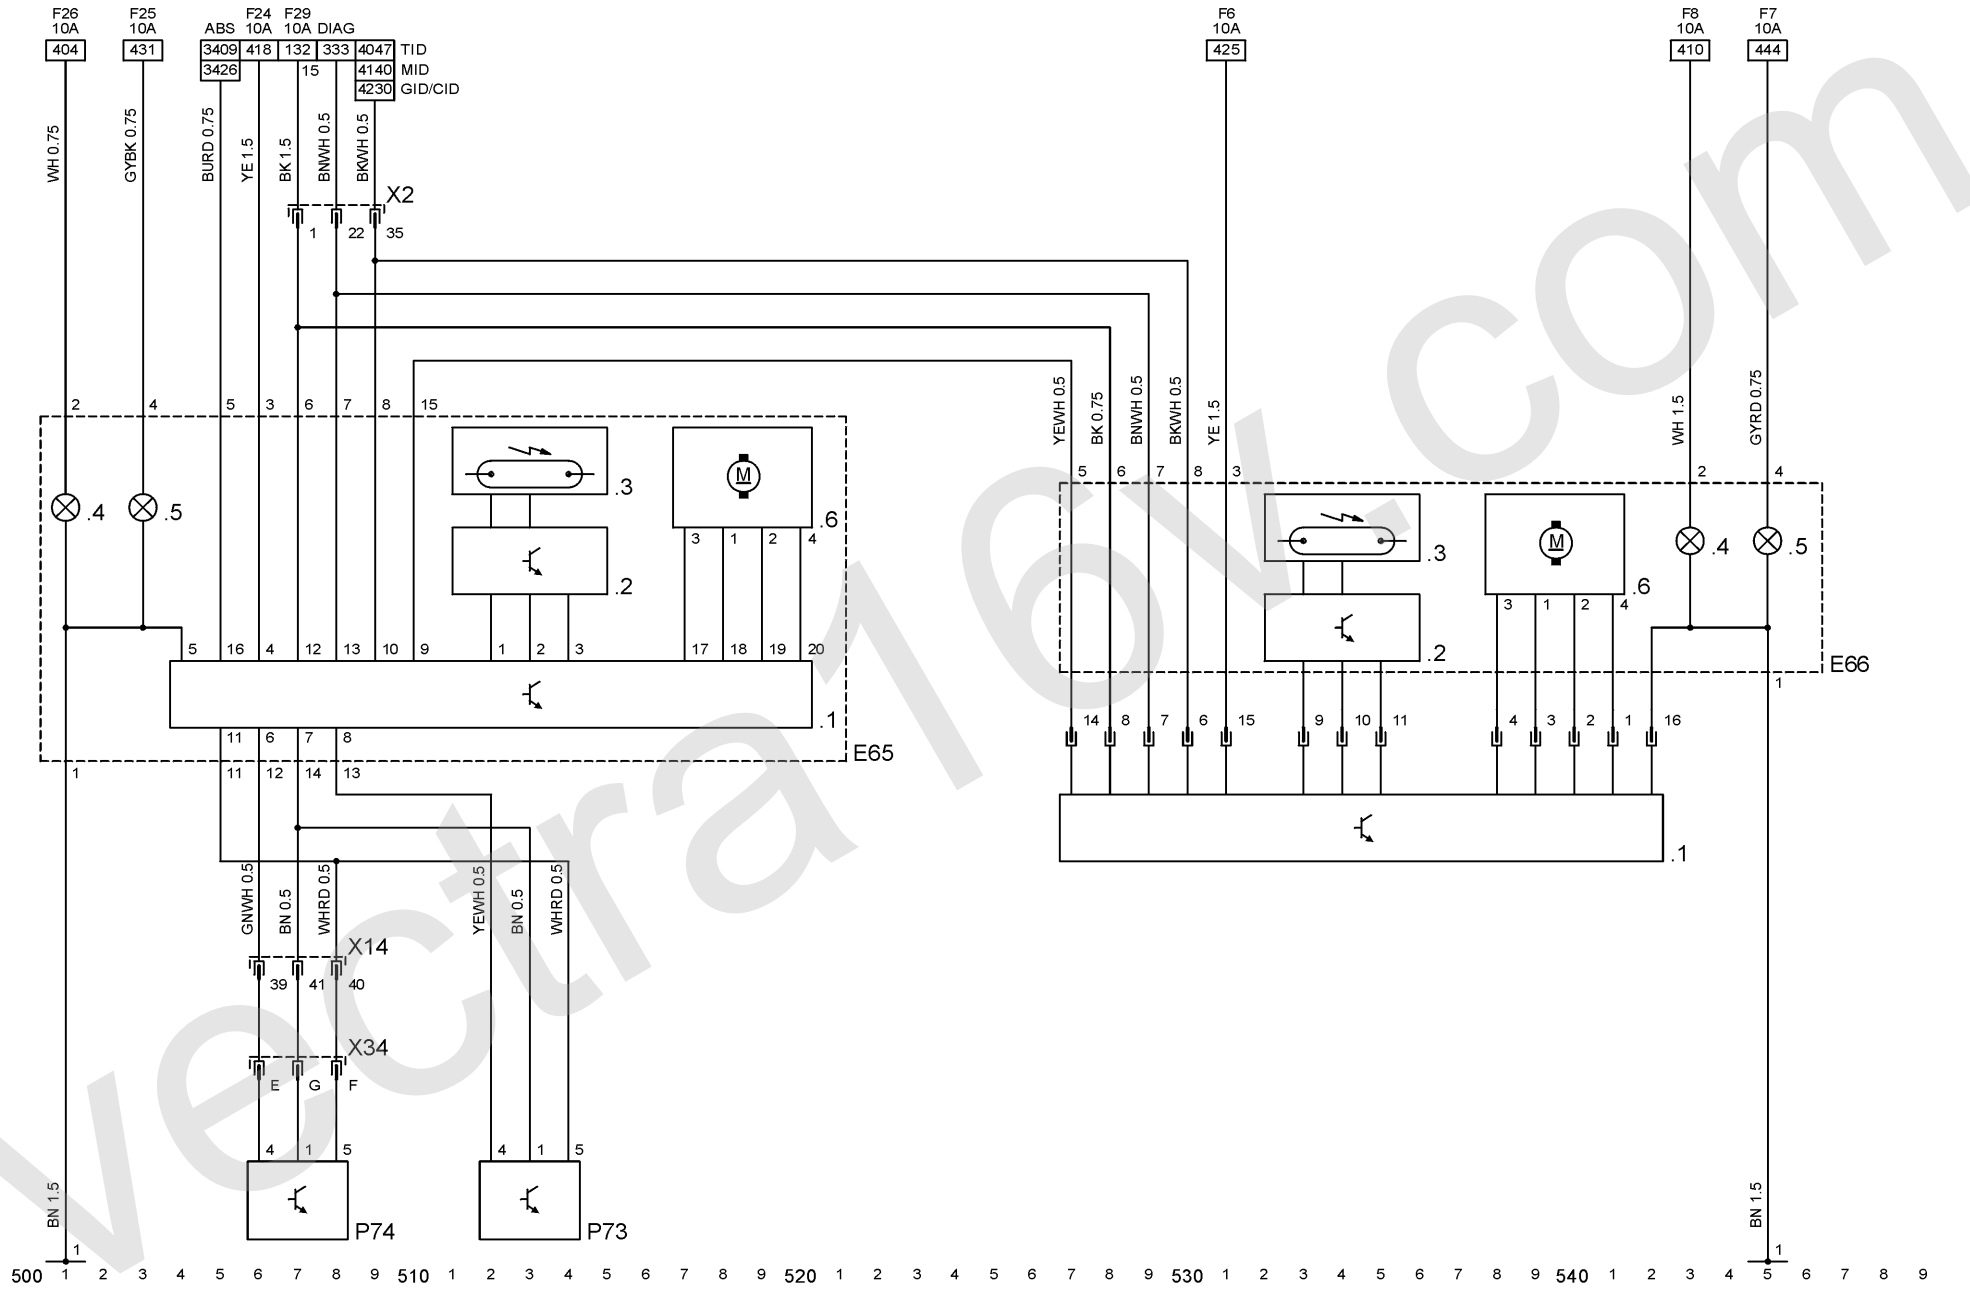 F26 F25 F24 F29 F6 F8 F7
10A 10A ABS 10A 10A DIAG 10A 10A 10A
404 431 3409 418 132 333 4047 TID 425 410 444
3426 15 4140 MID
4230 GID/CID
WH 0.75 GYBK 0.75 BURD 0.75 YE 1.5 BK 1.5 BNWH 0.5 BKWH 0.5
X2
1 22 35
YEWH 0.5 BK 0.75 BNWH 0.5 BKWH 0.5 YE 1.5 WH 1.5 GYRD 0.75
2 4 5 3 6 7 8 15
5 6 7 8 3 2 4
.3
M
.6
.4 .5
3 1 2 4
.3
M
.4 .5
.2
.6
3 1 2 4
5 16 4 12 13 10 9 1 2 3 17 18 19 20
.2
E66
1
.1
14 8 7 6 15 9 10 11 4 3 2 1 16
11 6 7 8
E65
1 11 12 14 13
.1
GNWH 0.5 BN 0.5 WHRD 0.5 YEWH 0.5 BN 0.5 WHRD 0.5
X14
39 41 40
X34
E G F
4 1 5 4 1 5
BN 1.5 BN 1.5
P74 P73
1 1
500 1 2 3 4 5 6 7 8 9 510 1 2 3 4 5 6 7 8 9 520 1 2 3 4 5 6 7 8 9 530 1 2 3 4 5 6 7 8 9 540 1 2 3 4 5 6 7 8 9
vectra16v.com